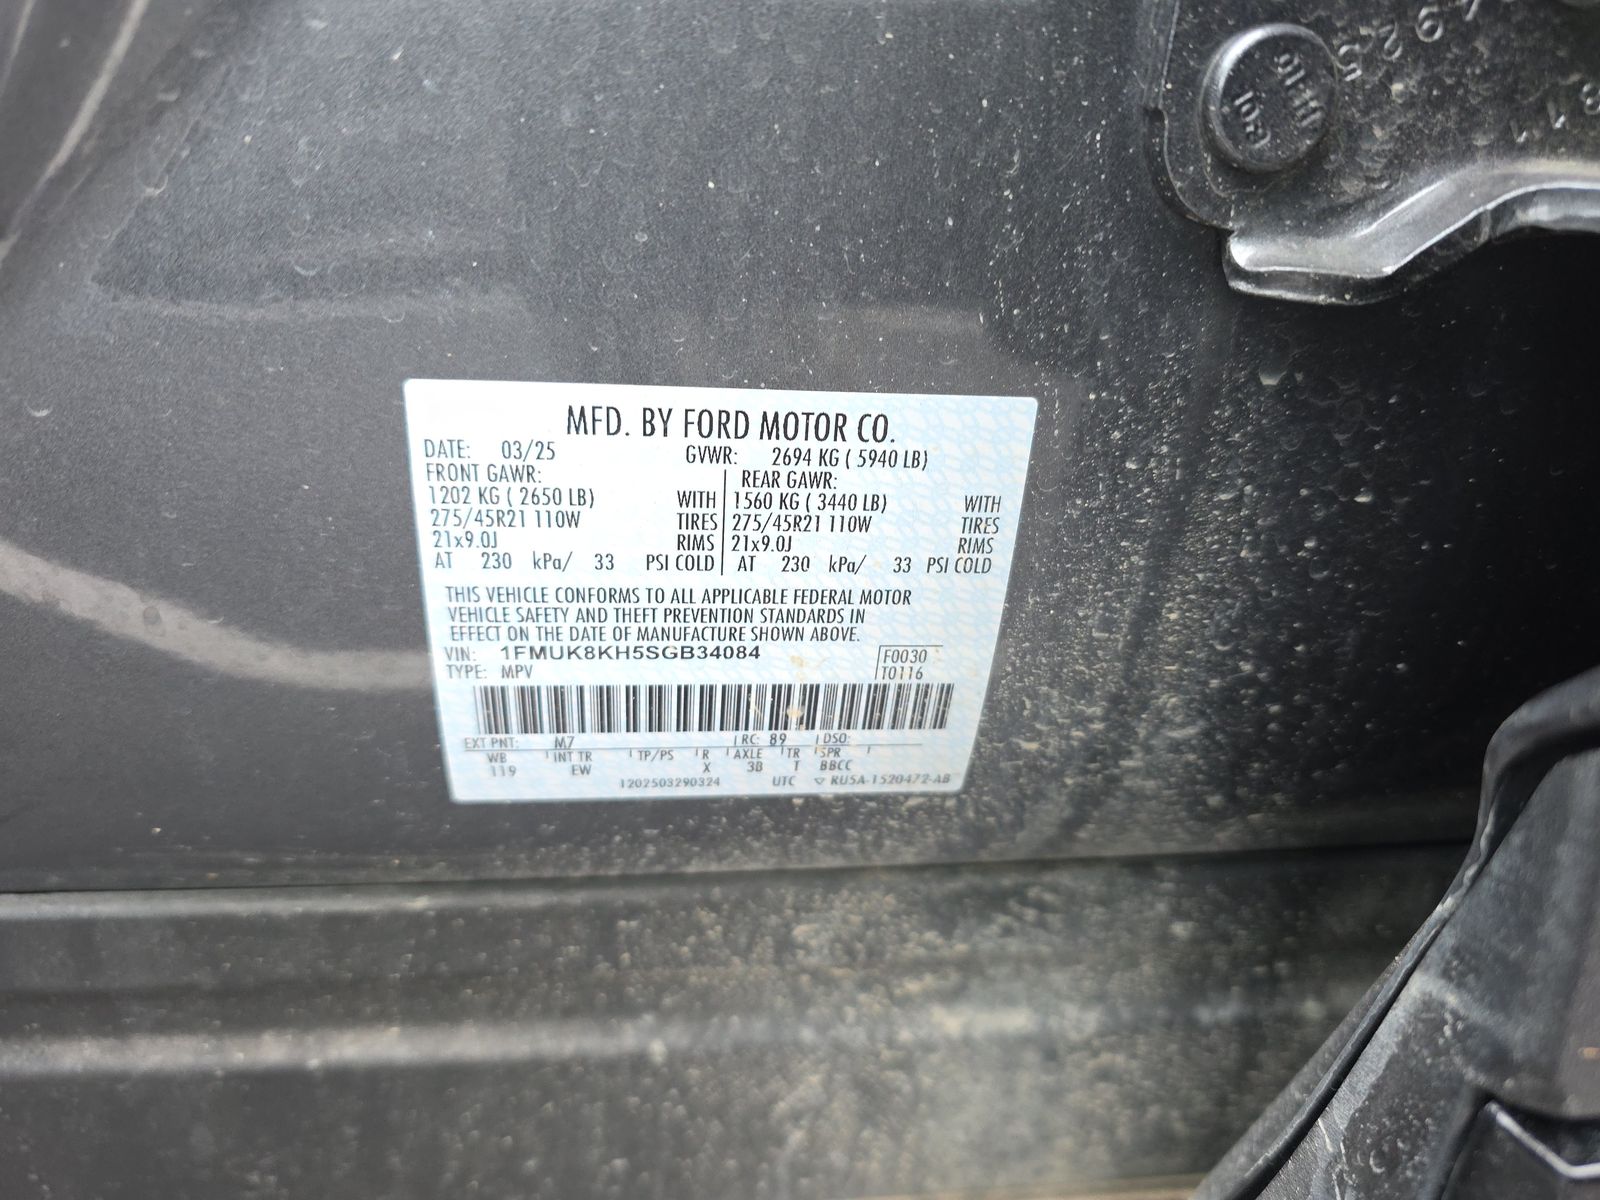 MFD. BY FORD MOTOR CO.
DATE: 03/25 GVWR: 2694 KG ( 5940 LB)
FRONT GAWR: REAR GAWR:
1202 KG ( 2650 LB) WITH 1560 KG ( 3440 LB) WITH
275/45R21 110W TIRES 275/45R21 110W TIRES
21x9.0J RIMS 21x9.0J RIMS
AT 230 kPa/ 33 PSI COLD AT 230 kPa/ 33 PSI COLD
THIS VEHICLE CONFORMS TO ALL APPLICABLE FEDERAL MOTOR
VEHICLE SAFETY AND THEFT PREVENTION STANDARDS IN
EFFECT ON THE DATE OF MANUFACTURE SHOWN ABOVE.
VIN: 1FMUK8KH5SGB34084 F0030
TYPE: MPV T0116
EXT PNT: M7 RC: 89 DSO:
WB INT TR TP/PS R AXLE TR SPR
119 EW X 3B T BBCC
1202503290324 UTC RU5A-1520472-AB